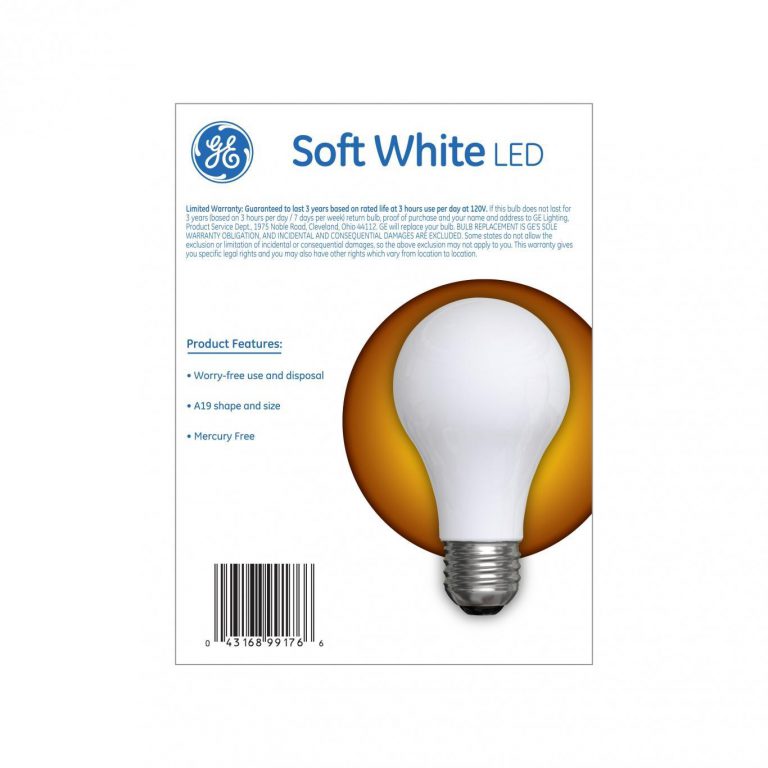 GE
Soft White LED
Limited Warranty: Guaranteed to last 3 years based on rated life at 3 hours use per day at 120V. If this bulb does not last for
3 years (based on 3 hours per day / 7 days per week) return bulb, proof of purchase and your name and address to GE Lighting,
Product Service Dept., 1975 Noble Road, Cleveland, Ohio 44112. GE will replace your bulb. BULB REPLACEMENT IS GE'S SOLE
WARRANTY OBLIGATION, AND INCIDENTAL AND CONSEQUENTIAL DAMAGES ARE EXCLUDED. Some states do not allow the
exclusion or limitation of incidental or consequential damages, so the above exclusion may not apply to you. This warranty gives
you specific legal rights and you may also have other rights which vary from location to location.
Product Features:
• Worry-free use and disposal
• A19 shape and size
• Mercury Free
0 43168 99176 6